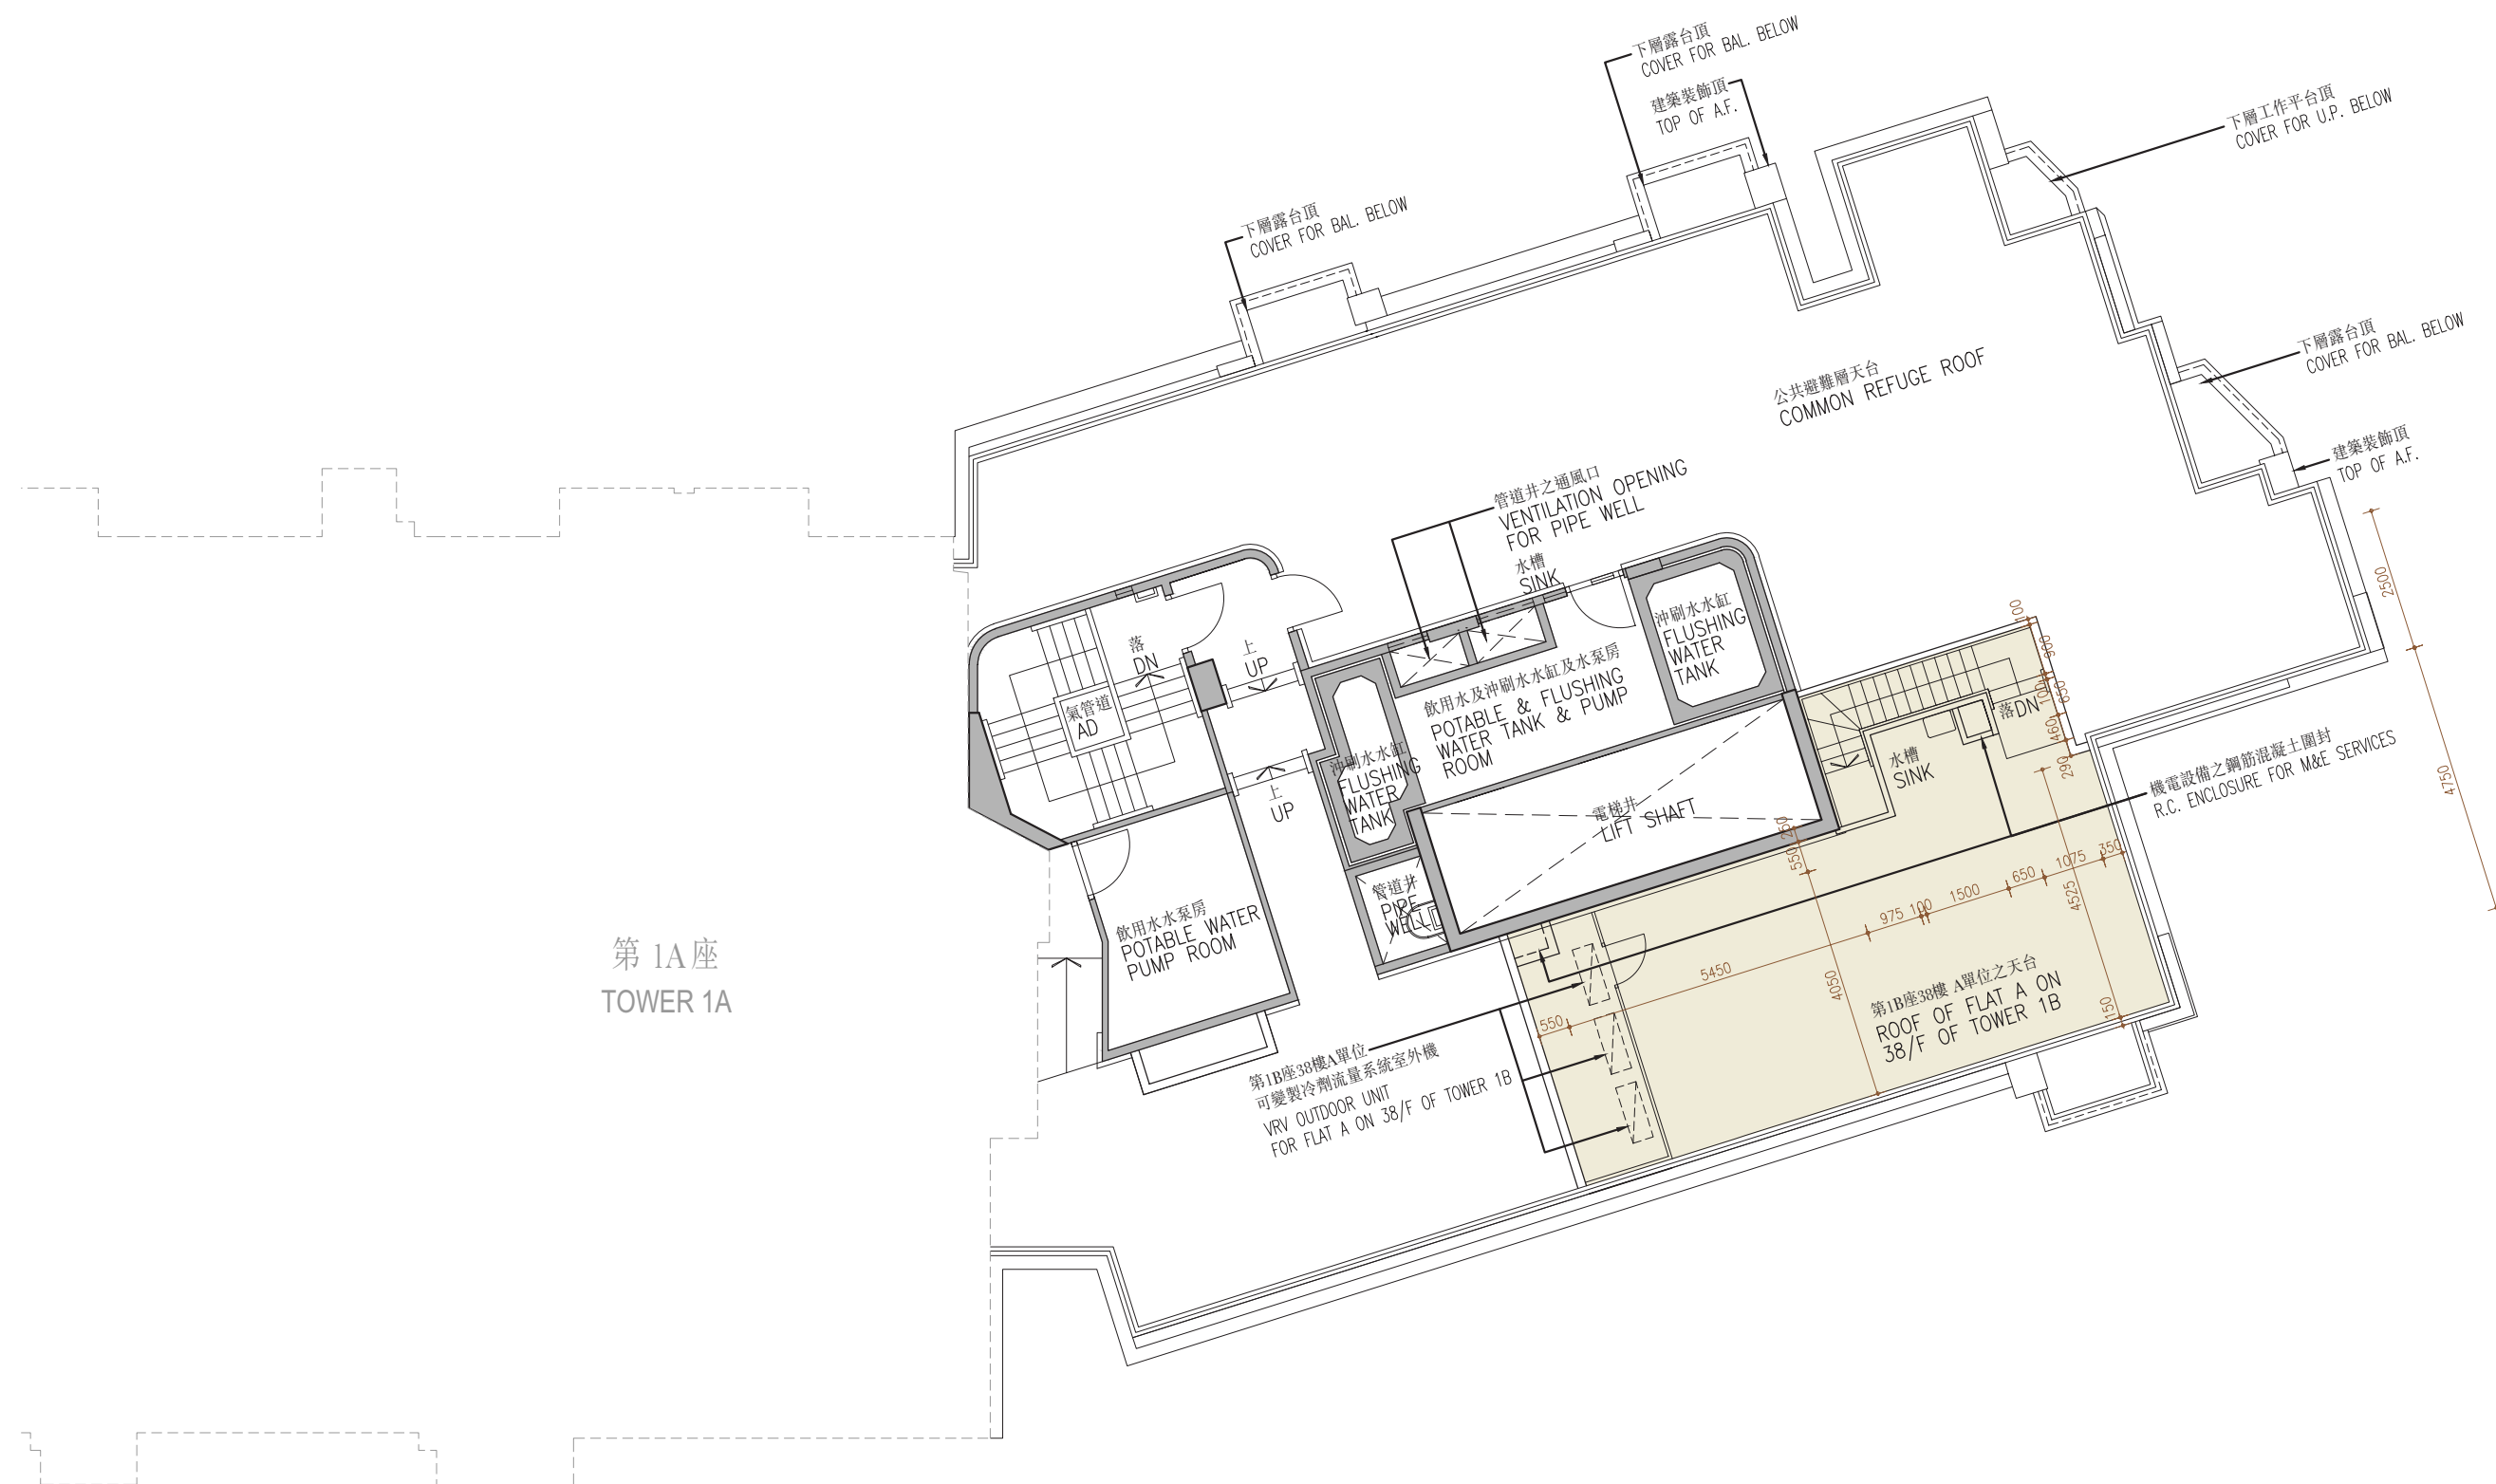 下層露台頂
COVER FOR BAL. BELOW
建築裝飾頂
TOP OF A.F.
下層工作平台頂
COVER FOR U.P. BELOW
下層露台頂
COVER FOR BAL. BELOW
下層露台頂
COVER FOR BAL. BELOW
公共避難層天台
COMMON REFUGE ROOF
建築裝飾頂
TOP OF A.F.
管道井之通風口
VENTILATION OPENING
FOR PIPE WELL
水槽
SINK
2500
沖刷水水缸
FLUSHING
WATER
TANK
100
900
100
650
460
290
落
DN
上
UP
氣管道
AD
飲用水及沖刷水水缸及水泵房
POTABLE & FLUSHING
WATER TANK & PUMP
ROOM
落DN
水槽
SINK
機電設備之鋼筋混凝土圍封
R.C. ENCLOSURE FOR M&E SERVICES
4750
沖刷水水缸
FLUSHING
WATER
TANK
上
UP
電梯井
LIFT SHAFT
250
550
管道井
PIPE
WELL
飲用水水泵房
POTABLE WATER
PUMP ROOM
550
5450
975
100
1500
650
1075
350
4050
4525
150
第 1A座
TOWER 1A
第1B座38樓 A單位之天台
ROOF OF FLAT A ON
38/F OF TOWER 1B
第1B座38樓A單位
可變製冷劑流量系統室外機
VRV OUTDOOR UNIT
FOR FLAT A ON 38/F OF TOWER 1B